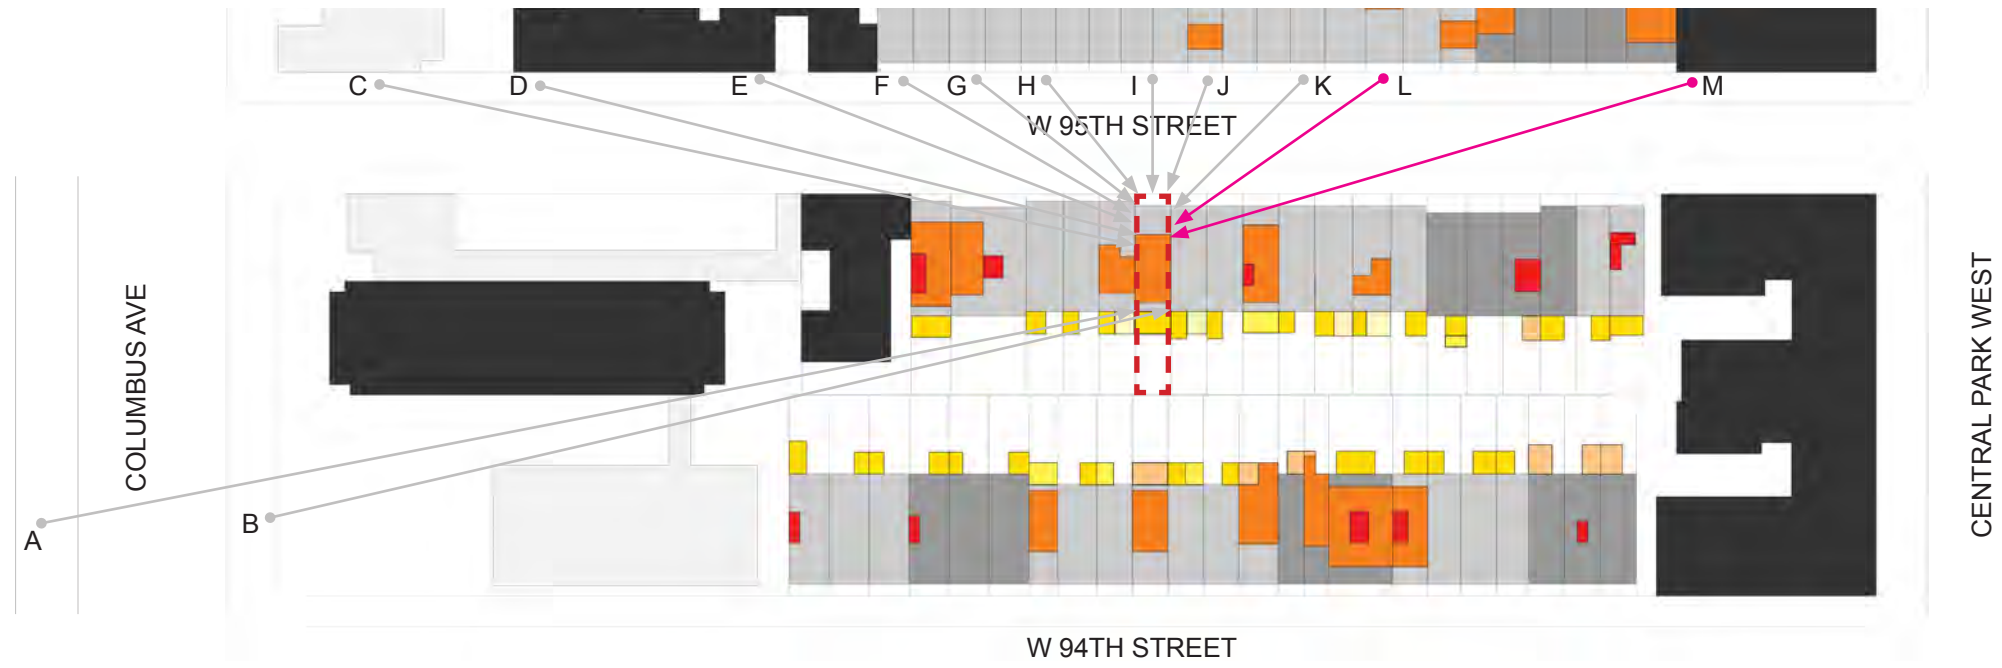 C
D
E
F
G
H
I
J
K
L
M
W 95TH STREET
COLUMBUS AVE
CENTRAL PARK WEST
A
B
W 94TH STREET